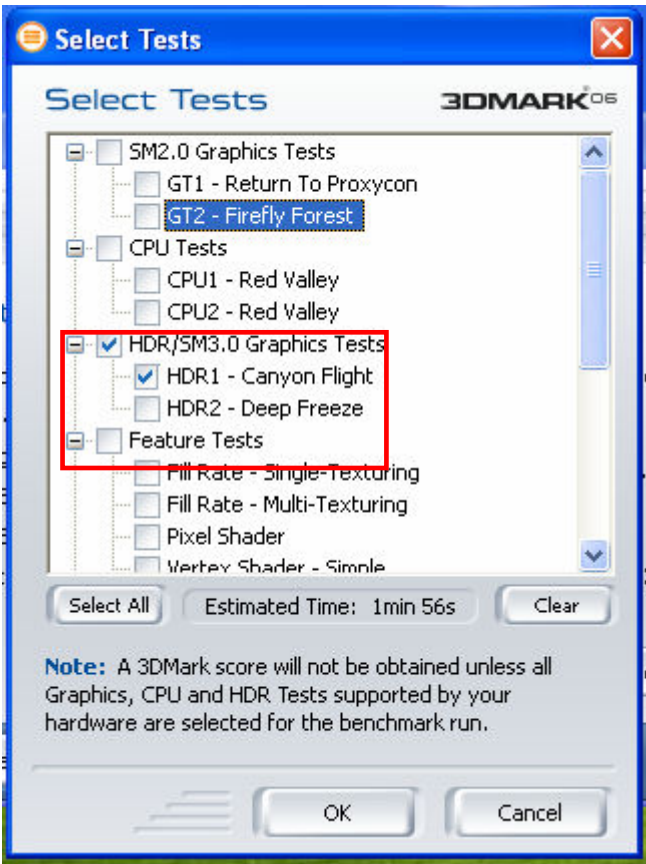 Select Tests
Select Tests 3DMARK®06
SM2.0 Graphics Tests
GT1 - Return To Proxycon
GT2 - Firefly Forest
CPU Tests
CPU1 - Red Valley
CPU2 - Red Valley
HDR/SM3.0 Graphics Tests
HDR1 - Canyon Flight
HDR2 - Deep Freeze
Feature Tests
Fill Rate - Single-Texturing
Fill Rate - Multi-Texturing
Pixel Shader
Vertex Shader - Simple
Select All Estimated Time: 1min 56s Clear
Note: A 3DMark score will not be obtained unless all
Graphics, CPU and HDR Tests supported by your
hardware are selected for the benchmark run.
OK Cancel